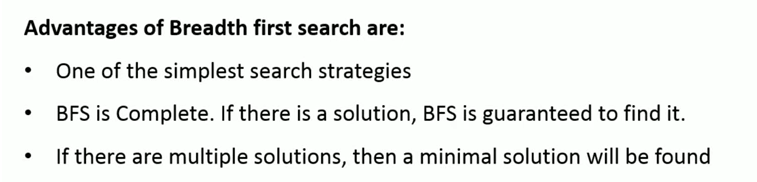 Advantages of Breadth first search are:
• One of the simplest search strategies
• BFS is Complete. If there is a solution, BFS is guaranteed to find it.
• If there are multiple solutions, then a minimal solution will be found